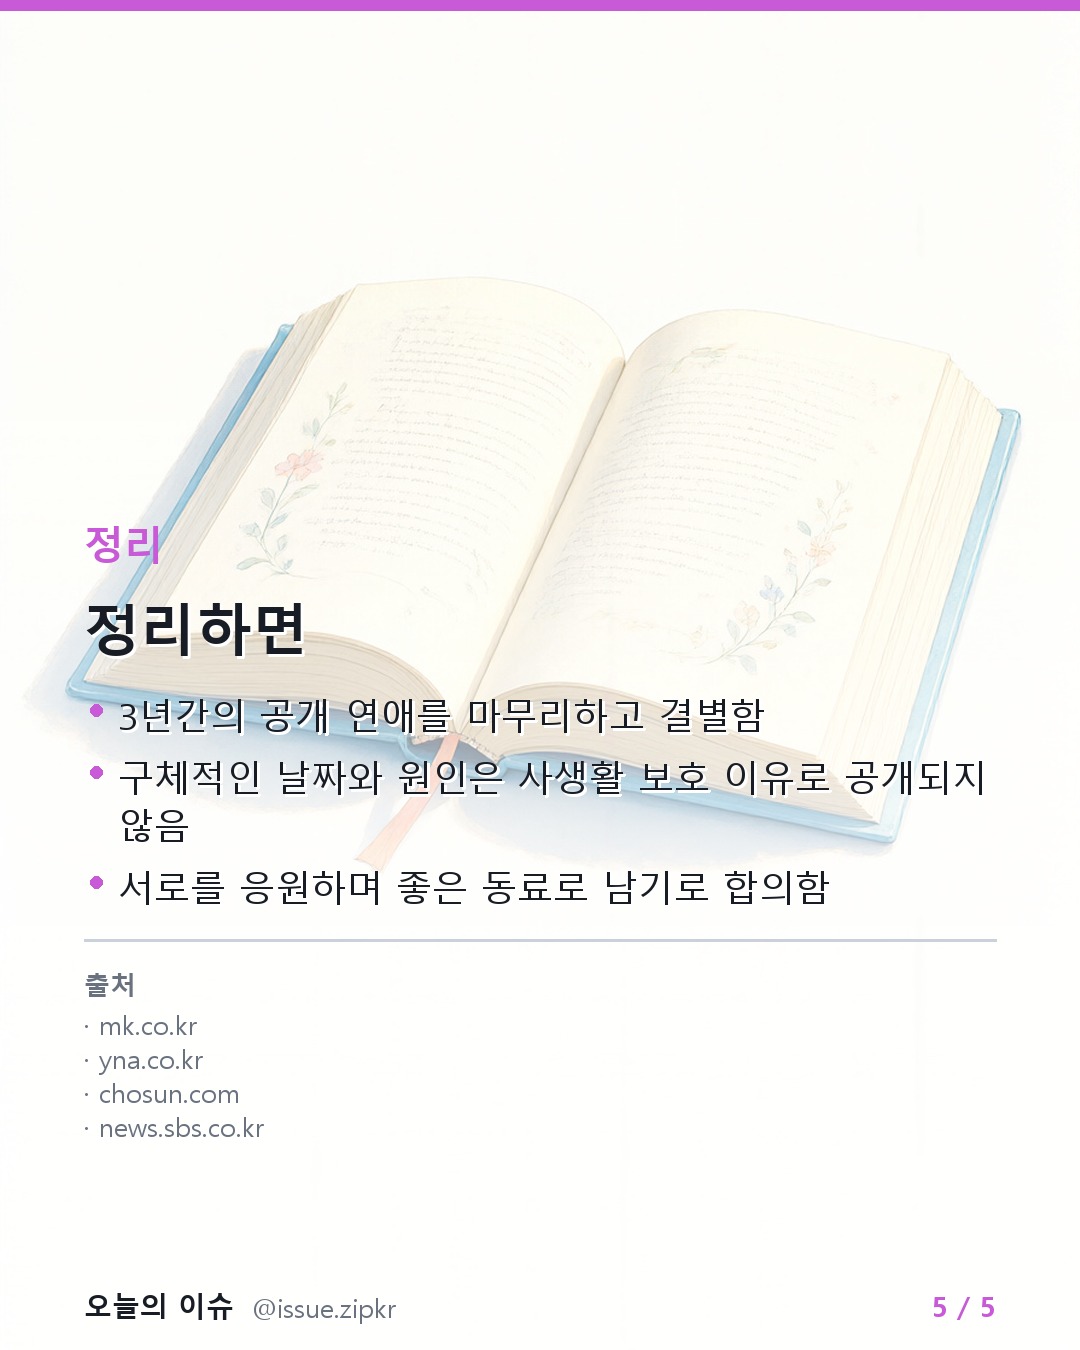 정리
정리하면
• 3년간의 공개 연애를 마무리하고 결별함
• 구체적인 날짜와 원인은 사생활 보호 이유로 공개되지
않음
• 서로를 응원하며 좋은 동료로 남기로 합의함
출처
· mk.co.kr
· yna.co.kr
· chosun.com
· news.sbs.co.kr
오늘의 이슈 @issue.zipkr 5 / 5